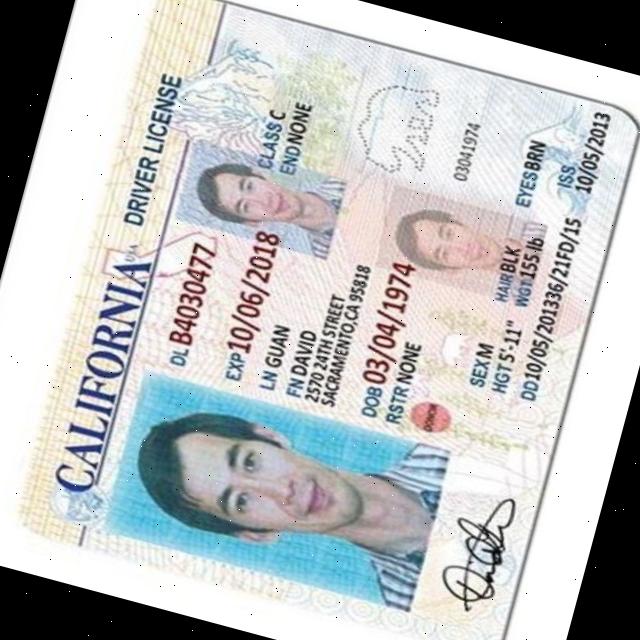 CALIFORNIA USA DRIVER LICENSE
DL B4030477
CLASS C
EXP 10/06/2018
END NONE
LN GUAN
FN DAVID
2570 24TH STREET
SACRAMENTO,CA 95818
DOB 03/04/1974
RSTR NONE
03041974
DONOR
SEX M
HAIR BLK
EYES BRN
HGT 5'-11"
WGT 155 lb
ISS
DD 10/05/201336/21FD/15
10/05/2013